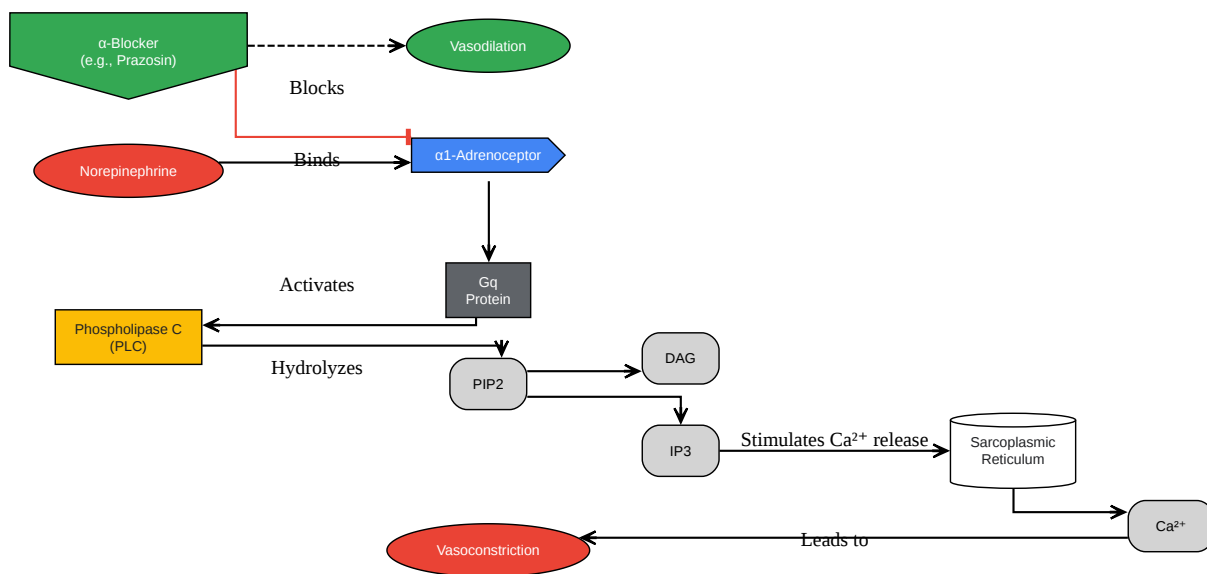 α-Blocker
(e.g., Prazosin)
Vasodilation
Blocks
Norepinephrine
Binds
α1-Adrenoceptor
Activates
Gq
Protein
Phospholipase C
(PLC)
Hydrolyzes
PIP2
DAG
IP3
Stimulates Ca²⁺ release
Sarcoplasmic
Reticulum
Ca²⁺
Leads to
Vasoconstriction